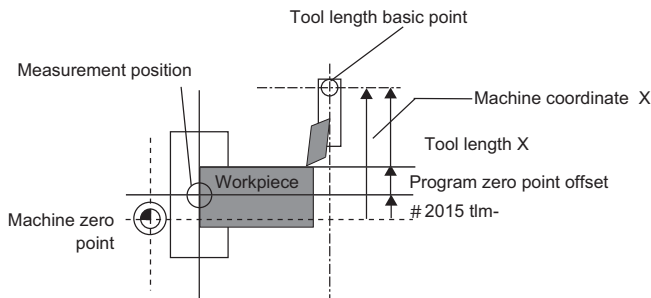 Tool length basic point
Measurement position
Machine coordinate X
Tool length X
Workpiece
Program zero point offset
#2015 tlm-
Machine zero
point